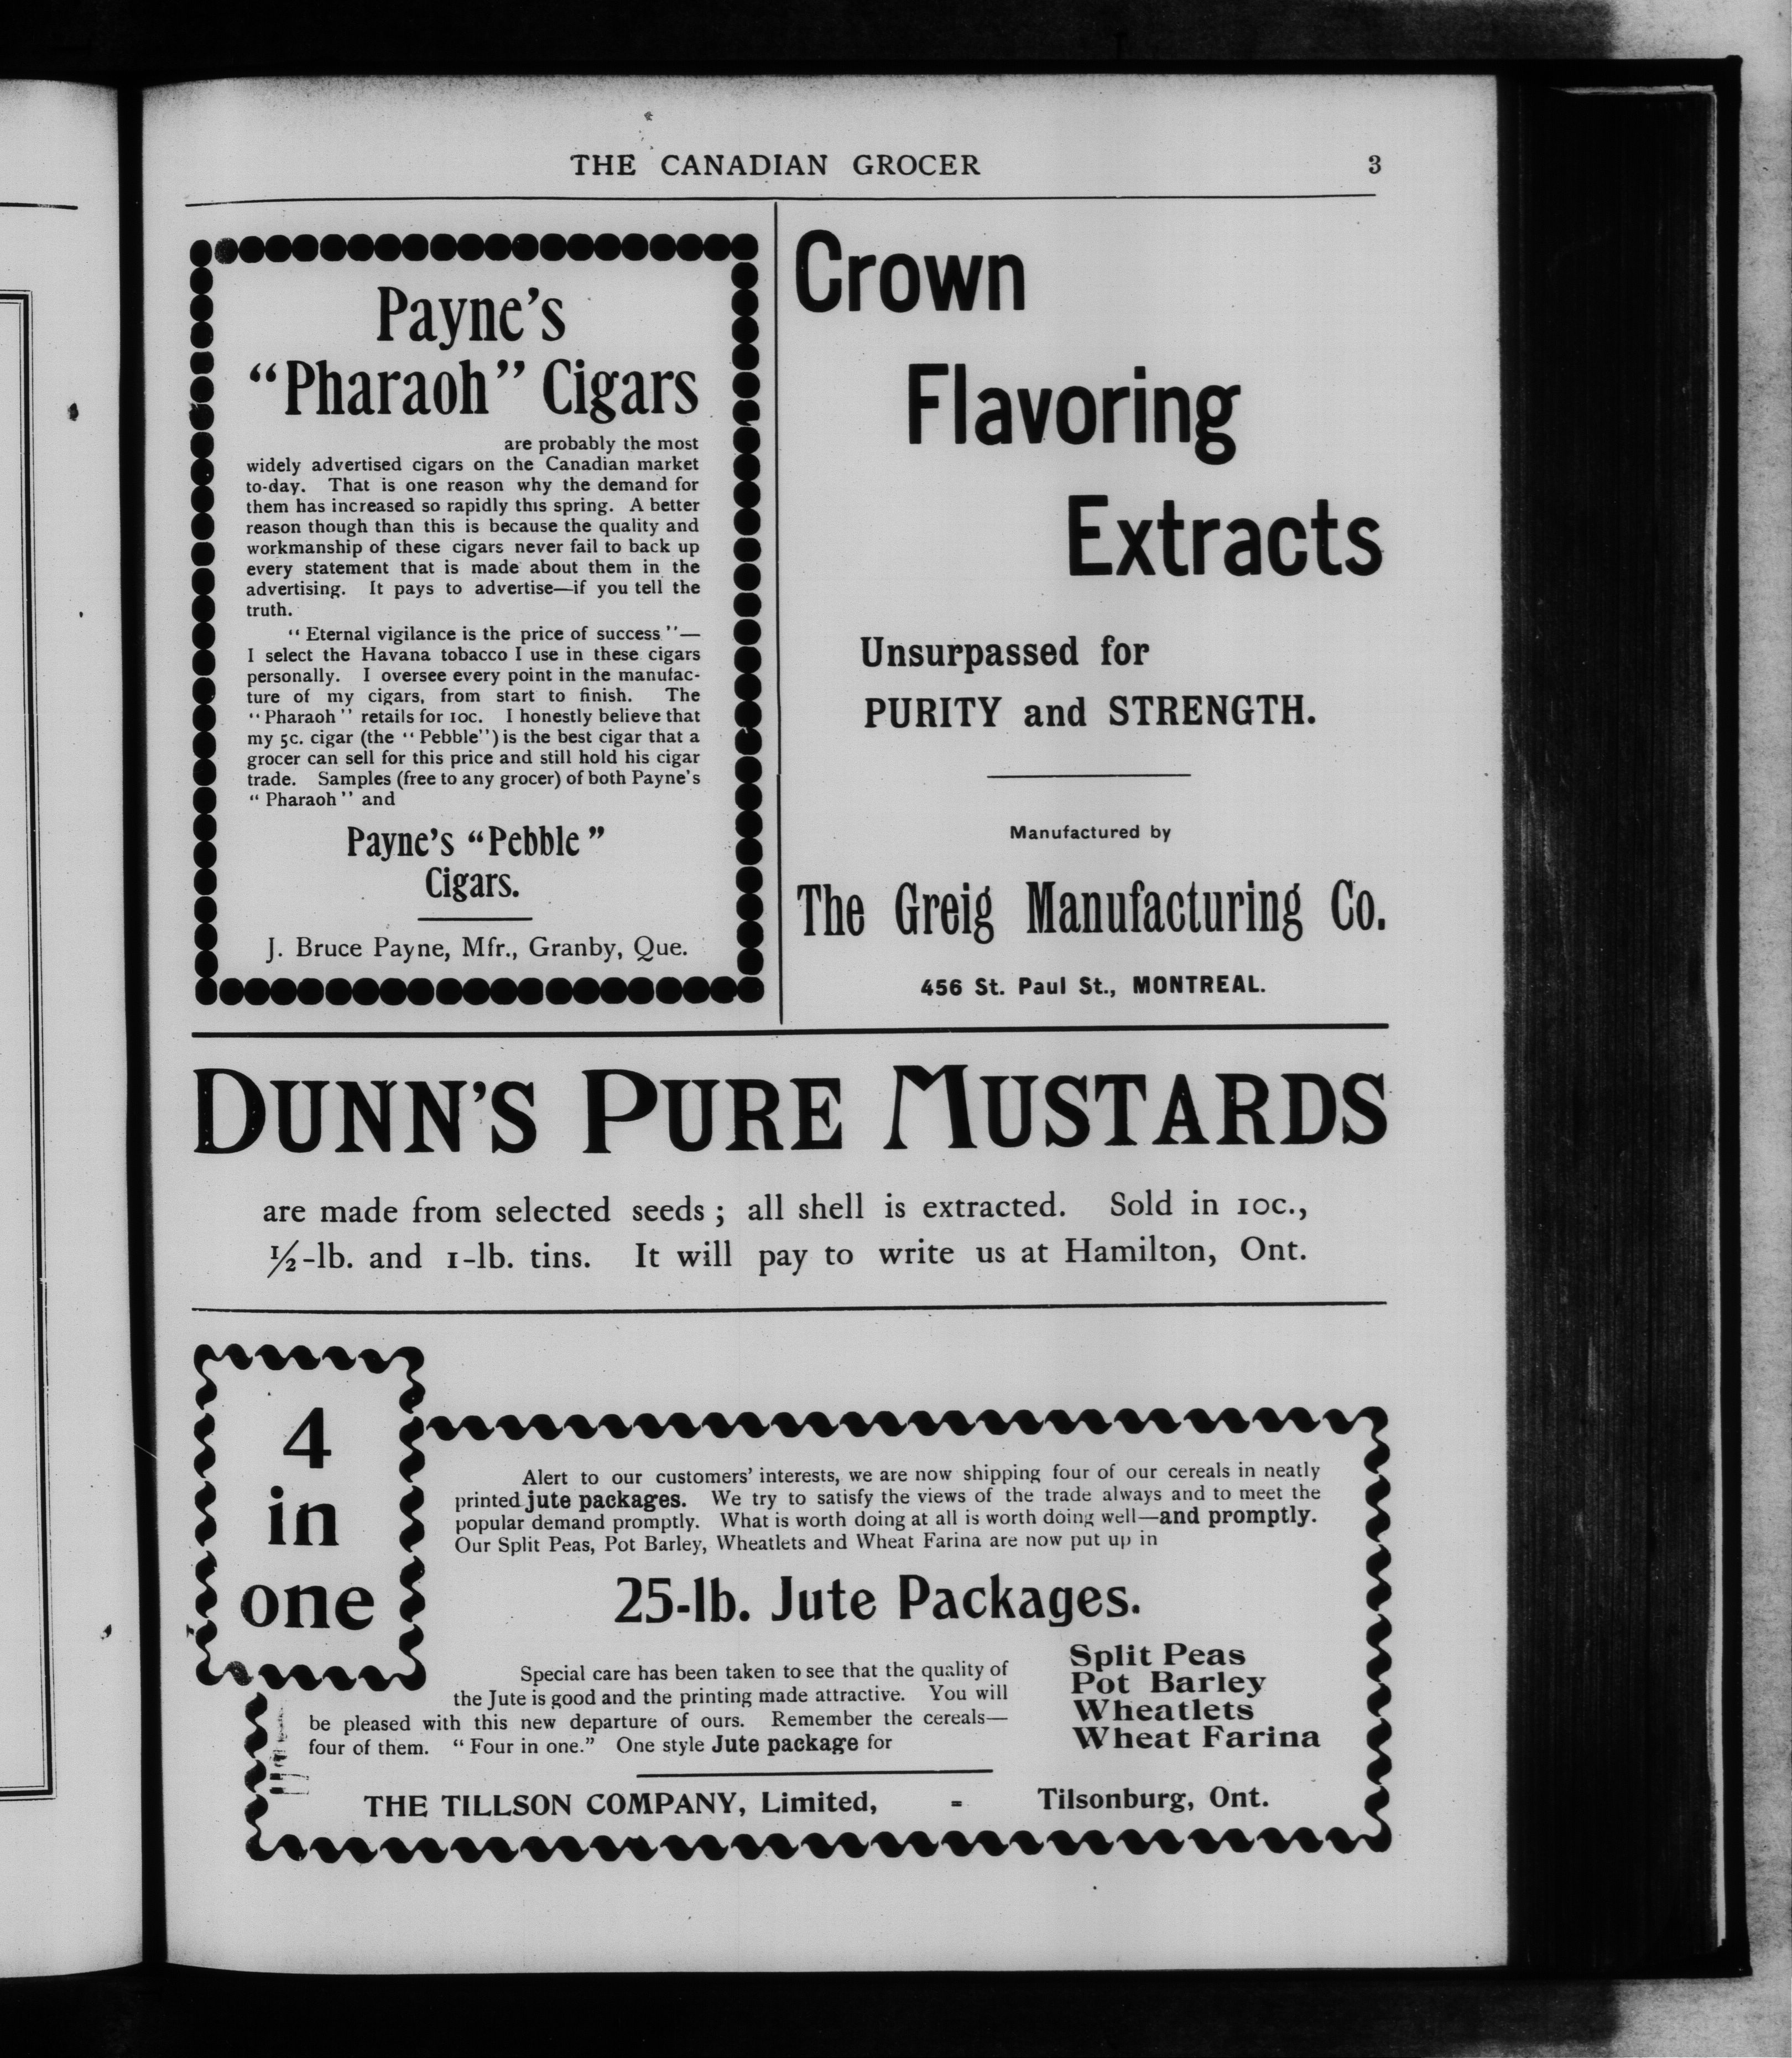 THE CANADIAN GROCER 3
Payne's
"Pharaoh" Cigars
are probably the most
widely advertised cigars on the Canadian market
to-day. That is one reason why the demand for
them has increased so rapidly this spring. A better
reason though than this is because the quality and
workmanship of these cigars never fail to back up
every statement that is made about them in the
advertising. It pays to advertise—if you tell the
truth.
"Eternal vigilance is the price of success"—
I select the Havana tobacco I use in these cigars
personally. I oversee every point in the manufac-
ture of my cigars, from start to finish. The
"Pharaoh" retails for 10c. I honestly believe that
my 5c. cigar (the "Pebble") is the best cigar that a
grocer can sell for this price and still hold his cigar
trade. Samples (free to any grocer) of both Payne's
"Pharaoh" and
Payne's "Pebble"
Cigars.
J. Bruce Payne, Mfr., Granby, Que.
Crown
Flavoring
Extracts
Unsurpassed for
PURITY and STRENGTH.
Manufactured by
The Greig Manufacturing Co.
456 St. Paul St., MONTREAL.
DUNN'S PURE MUSTARDS
are made from selected seeds; all shell is extracted. Sold in 10c.,
½-lb. and 1-lb. tins. It will pay to write us at Hamilton, Ont.
4
in
one
Alert to our customers' interests, we are now shipping four of our cereals in neatly
printed jute packages. We try to satisfy the views of the trade always and to meet the
popular demand promptly. What is worth doing at all is worth doing well—and promptly.
Our Split Peas, Pot Barley, Wheatlets and Wheat Farina are now put up in
25-lb. Jute Packages.
Special care has been taken to see that the quality of
the Jute is good and the printing made attractive. You will
be pleased with this new departure of ours. Remember the cereals—
four of them. "Four in one." One style Jute package for
Split Peas
Pot Barley
Wheatlets
Wheat Farina
THE TILLSON COMPANY, Limited, - Tilsonburg, Ont.